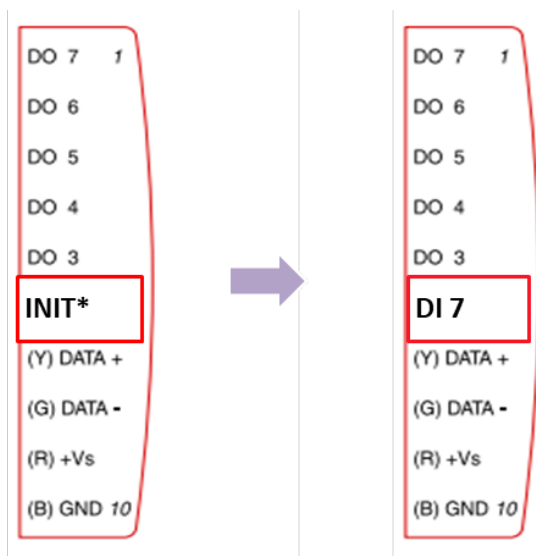 DO 7 1
DO 6
DO 5
DO 4
DO 3
INIT*
(Y) DATA +
(G) DATA -
(R) +Vs
(B) GND 10
DO 7 1
DO 6
DO 5
DO 4
DO 3
DI 7
(Y) DATA +
(G) DATA -
(R) +Vs
(B) GND 10